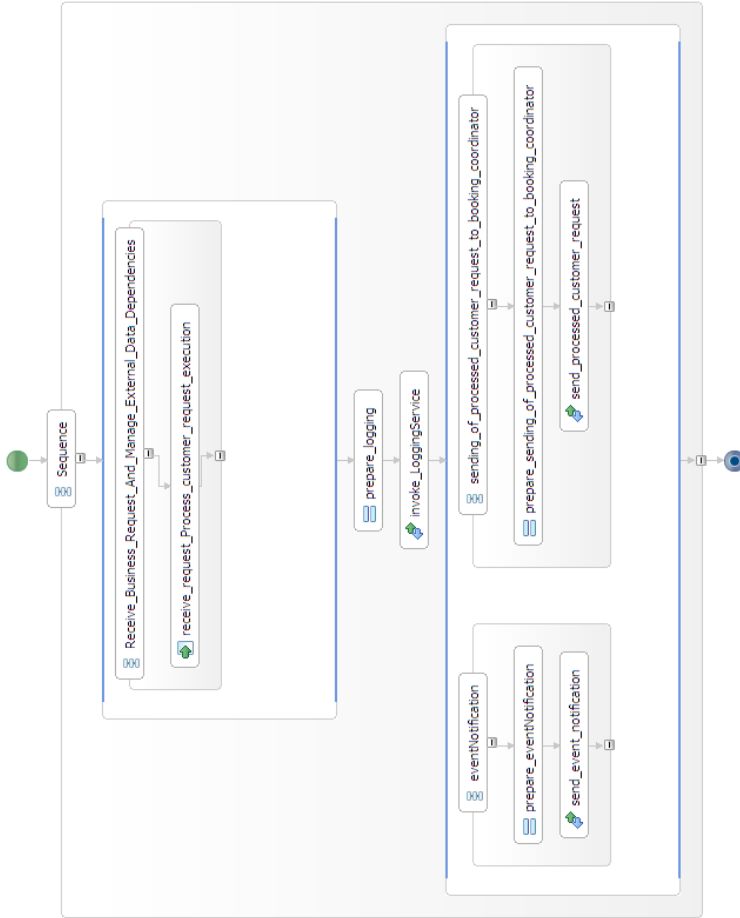 Sequence
Receive_Business_Request_And_Manage_External_Data_Dependencies
receive_request_Process_customer_request_execution
prepare_logging
invoke_LoggingService
eventNotification
prepare_eventNotification
send_event_notification
sending_of_processed_customer_request_to_booking_coordinator
prepare_sending_of_processed_customer_request_to_booking_coordinator
send_processed_customer_request